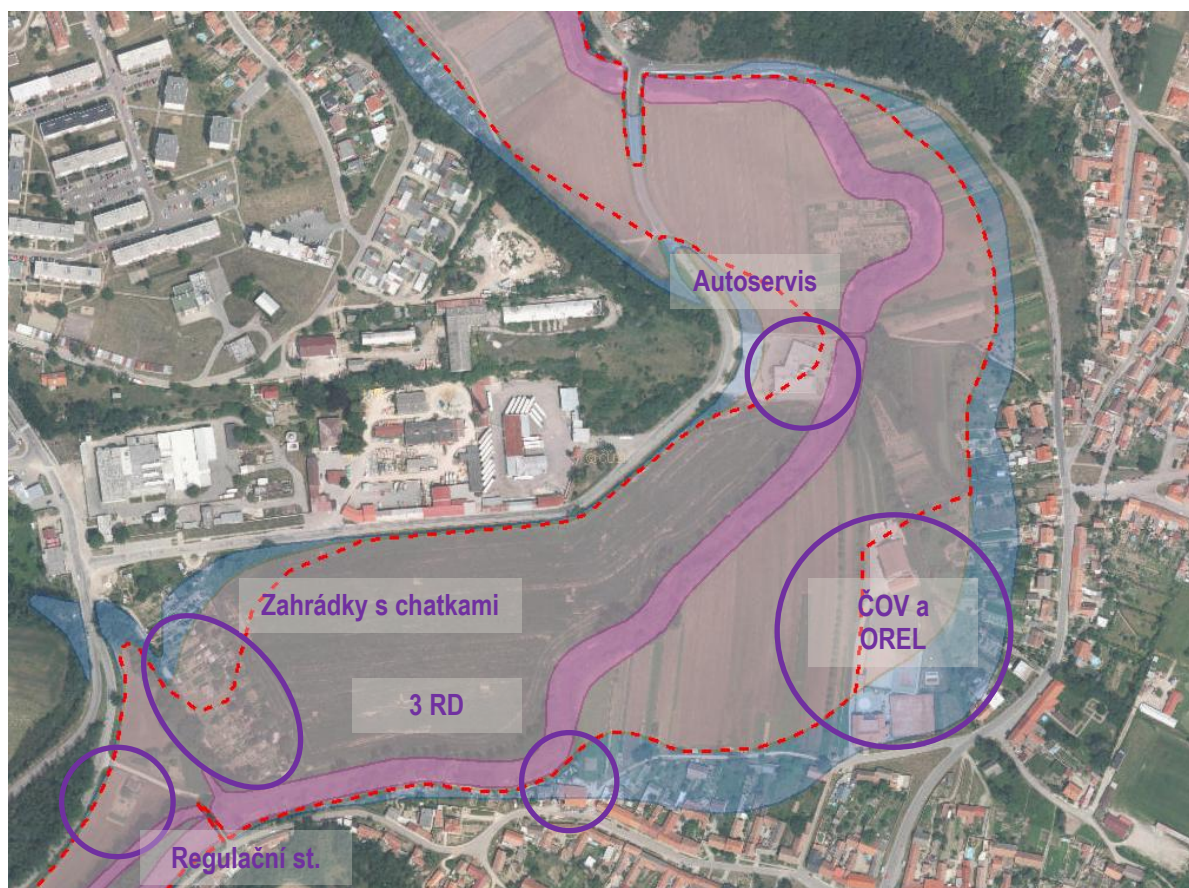 Autoservis
Zahrádky s chatkami
ČOV a
OREL
3 RD
Regulační st.